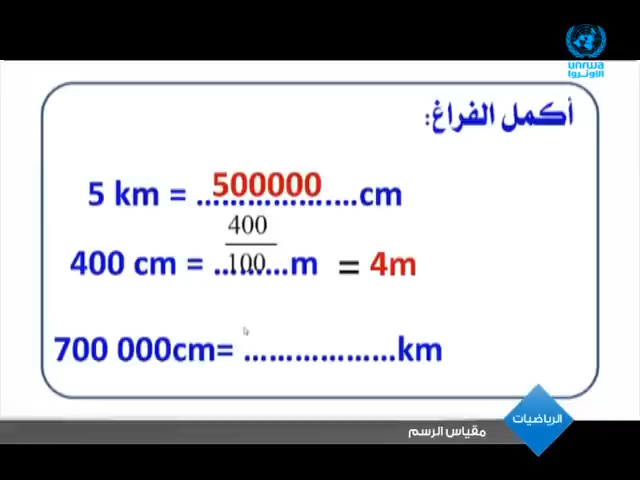 unrwa
الأونروا
أكمل الفراغ:
5 km = ......500000......cm
400 cm = ...400/100...m = 4m
700 000cm= ..................km
الرياضيات
مقياس الرسم